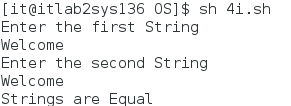 [it@itlab2sys136 OS]$ sh 4i.sh
Enter the first String
Welcome
Enter the second String
Welcome
Strings are Equal